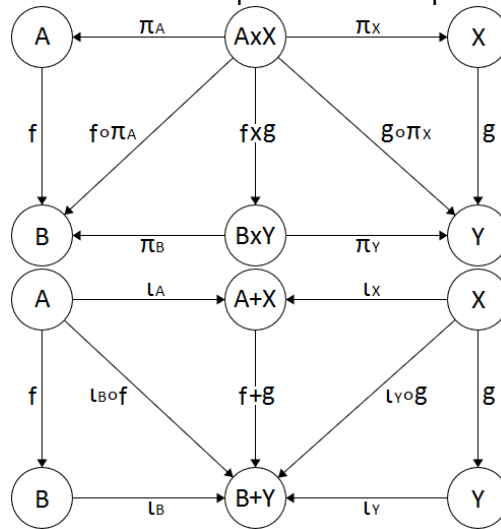 A πA AxX πX X
f f∘πA fxg g∘πX g
B πB BxY πY Y
A ιA A+X ιX X
f ιB∘f f+g ιY∘g g
B ιB B+Y ιY Y